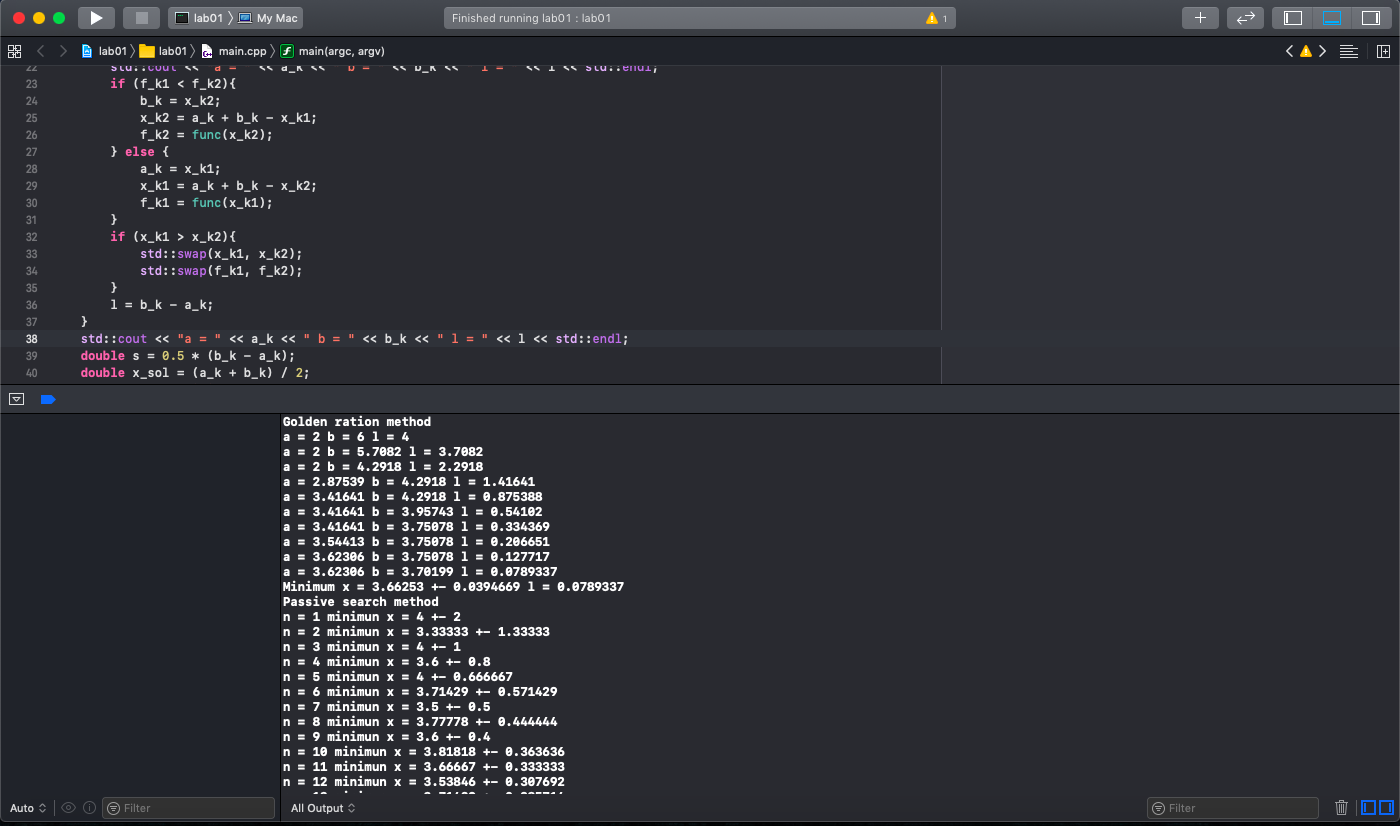 lab01 〉 My Mac
Finished running lab01 : lab01
1
lab01 〉 lab01 〉 main.cpp 〉 main(argc, argv)
22 std::cout << "a = " << a_k << " b = " << b_k << " l = " << l << std::endl;
23 if (f_k1 < f_k2){
24 b_k = x_k2;
25 x_k2 = a_k + b_k - x_k1;
26 f_k2 = func(x_k2);
27 } else {
28 a_k = x_k1;
29 x_k1 = a_k + b_k - x_k2;
30 f_k1 = func(x_k1);
31 }
32 if (x_k1 > x_k2){
33 std::swap(x_k1, x_k2);
34 std::swap(f_k1, f_k2);
35 }
36 l = b_k - a_k;
37 }
38 std::cout << "a = " << a_k << " b = " << b_k << " l = " << l << std::endl;
39 double s = 0.5 * (b_k - a_k);
40 double x_sol = (a_k + b_k) / 2;
Golden ration method
a = 2 b = 6 l = 4
a = 2 b = 5.7082 l = 3.7082
a = 2 b = 4.2918 l = 2.2918
a = 2.87539 b = 4.2918 l = 1.41641
a = 3.41641 b = 4.2918 l = 0.875388
a = 3.41641 b = 3.95743 l = 0.54102
a = 3.41641 b = 3.75078 l = 0.334369
a = 3.54413 b = 3.75078 l = 0.206651
a = 3.62306 b = 3.75078 l = 0.127717
a = 3.62306 b = 3.70199 l = 0.0789337
Minimum x = 3.66253 +- 0.0394669 l = 0.0789337
Passive search method
n = 1 minimun x = 4 +- 2
n = 2 minimun x = 3.33333 +- 1.33333
n = 3 minimun x = 4 +- 1
n = 4 minimun x = 3.6 +- 0.8
n = 5 minimun x = 4 +- 0.666667
n = 6 minimun x = 3.71429 +- 0.571429
n = 7 minimun x = 3.5 +- 0.5
n = 8 minimun x = 3.77778 +- 0.444444
n = 9 minimun x = 3.6 +- 0.4
n = 10 minimun x = 3.81818 +- 0.363636
n = 11 minimun x = 3.66667 +- 0.333333
n = 12 minimun x = 3.53846 +- 0.307692
Auto
Filter
All Output
Filter